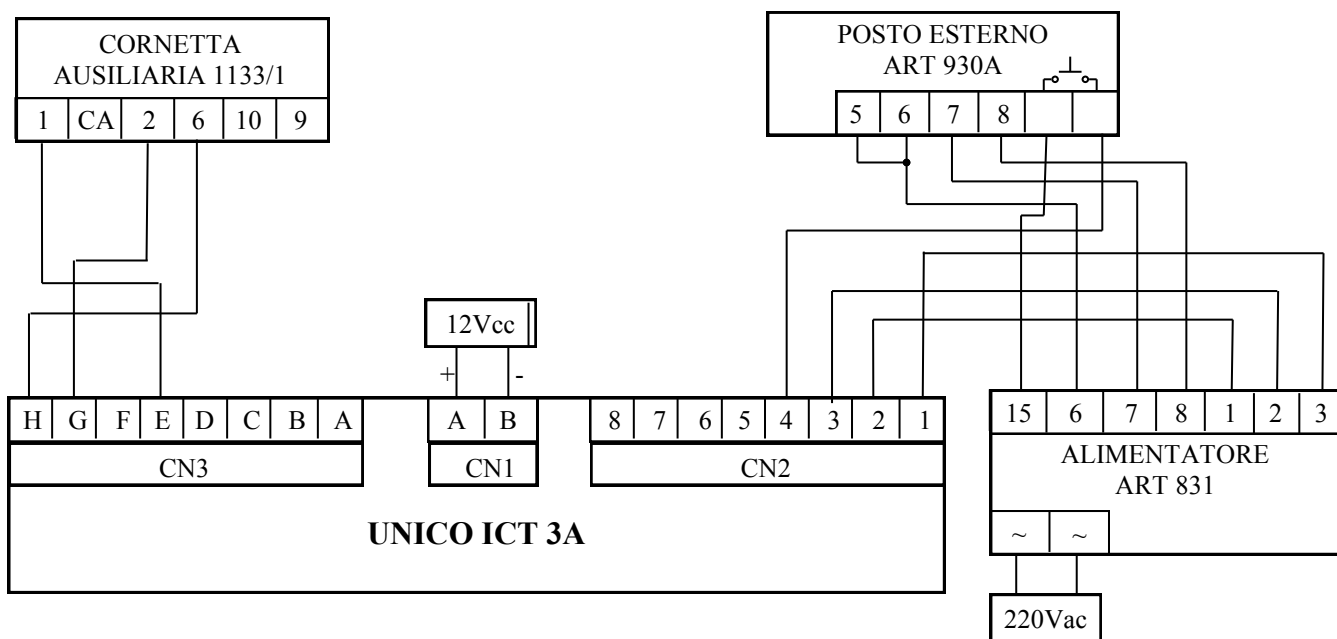 CORNETTA
AUSILIARIA 1133/1
1 CA 2 6 10 9
POSTO ESTERNO
ART 930A
5 6 7 8
12Vcc
+ -
H G F E D C B A
A B
8 7 6 5 4 3 2 1
15 6 7 8 1 2 3
CN3
CN1
CN2
ALIMENTATORE
ART 831
UNICO ICT 3A
~ ~
220Vac